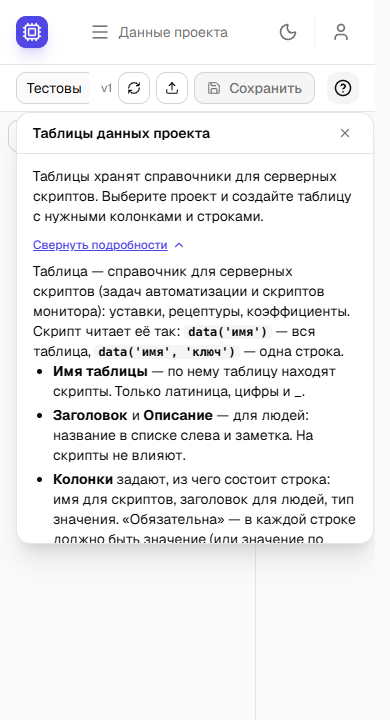 Данные проекта
Тестовы
v1
Сохранить
Таблицы данных проекта
Таблицы хранят справочники для серверных
скриптов. Выберите проект и создайте таблицу
с нужными колонками и строками.
Свернуть подробности
Таблица — справочник для серверных
скриптов (задач автоматизации и скриптов
монитора): уставки, рецептуры, коэффициенты.
Скрипт читает её так: data('имя') — вся
таблица, data('имя', 'ключ') — одна строка.
• Имя таблицы — по нему таблицу находят
скрипты. Только латиница, цифры и _.
• Заголовок и Описание — для людей:
название в списке слева и заметка. На
скрипты не влияют.
• Колонки задают, из чего состоит строка:
имя для скриптов, заголовок для людей, тип
значения. «Обязательна» — в каждой строке
должно быть значение (или значение по